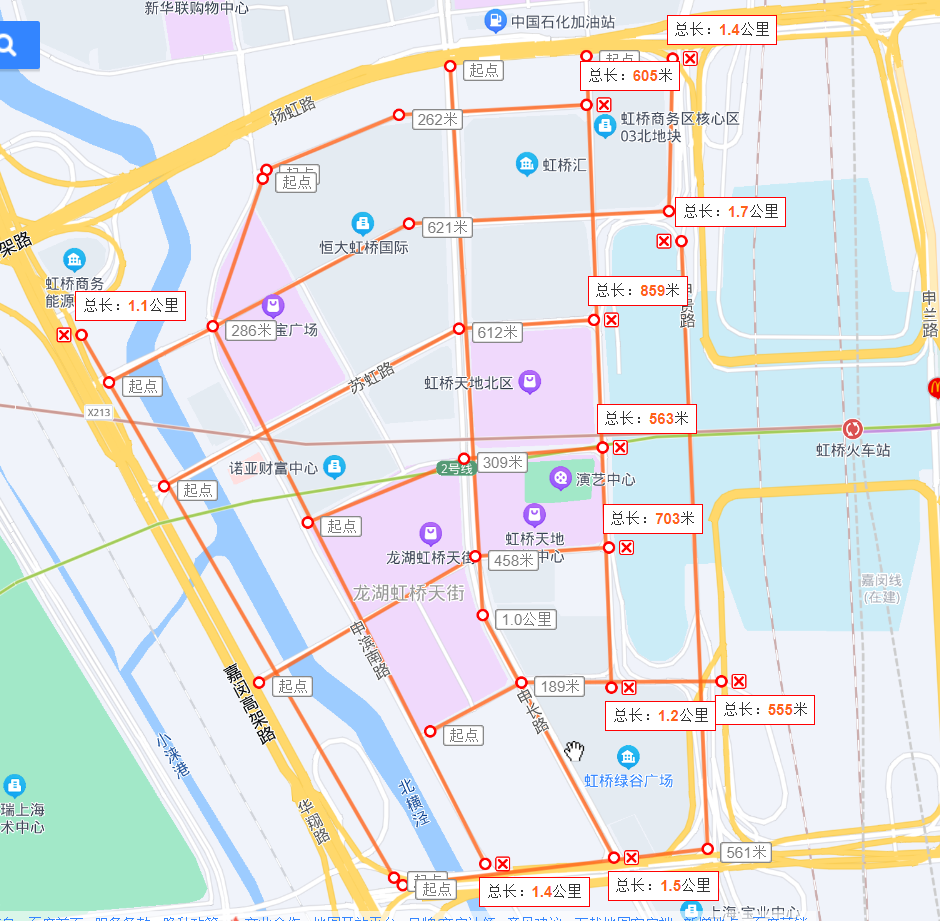 新华联购物中心
中国石化加油站
总长：1.4公里
起点
起点
总长：605米
扬虹路
262米
虹桥商务区核心区
03北地块
虹桥汇
起点
起点
总长：1.7公里
621米
恒大虹桥国际
架路
虹桥商务
能源
总长：1.1公里
总长：859米
申贵路
申兰路
286米
宝广场
612米
苏虹路
虹桥天地北区
起点
X213
总长：563米
虹桥火车站
诺亚财富中心
2号线
309米
演艺中心
起点
起点
总长：703米
虹桥天地
中心
龙湖虹桥天街
458米
龙湖虹桥天街
嘉闵线
(在建)
1.0公里
申滨南路
嘉闵高架路
起点
189米
申长路
总长：1.2公里
总长：555米
起点
小涞港
虹桥绿谷广场
北横泾
瑞上海
术中心
华翔路
561米
起点
起点
总长：1.4公里
总长：1.5公里